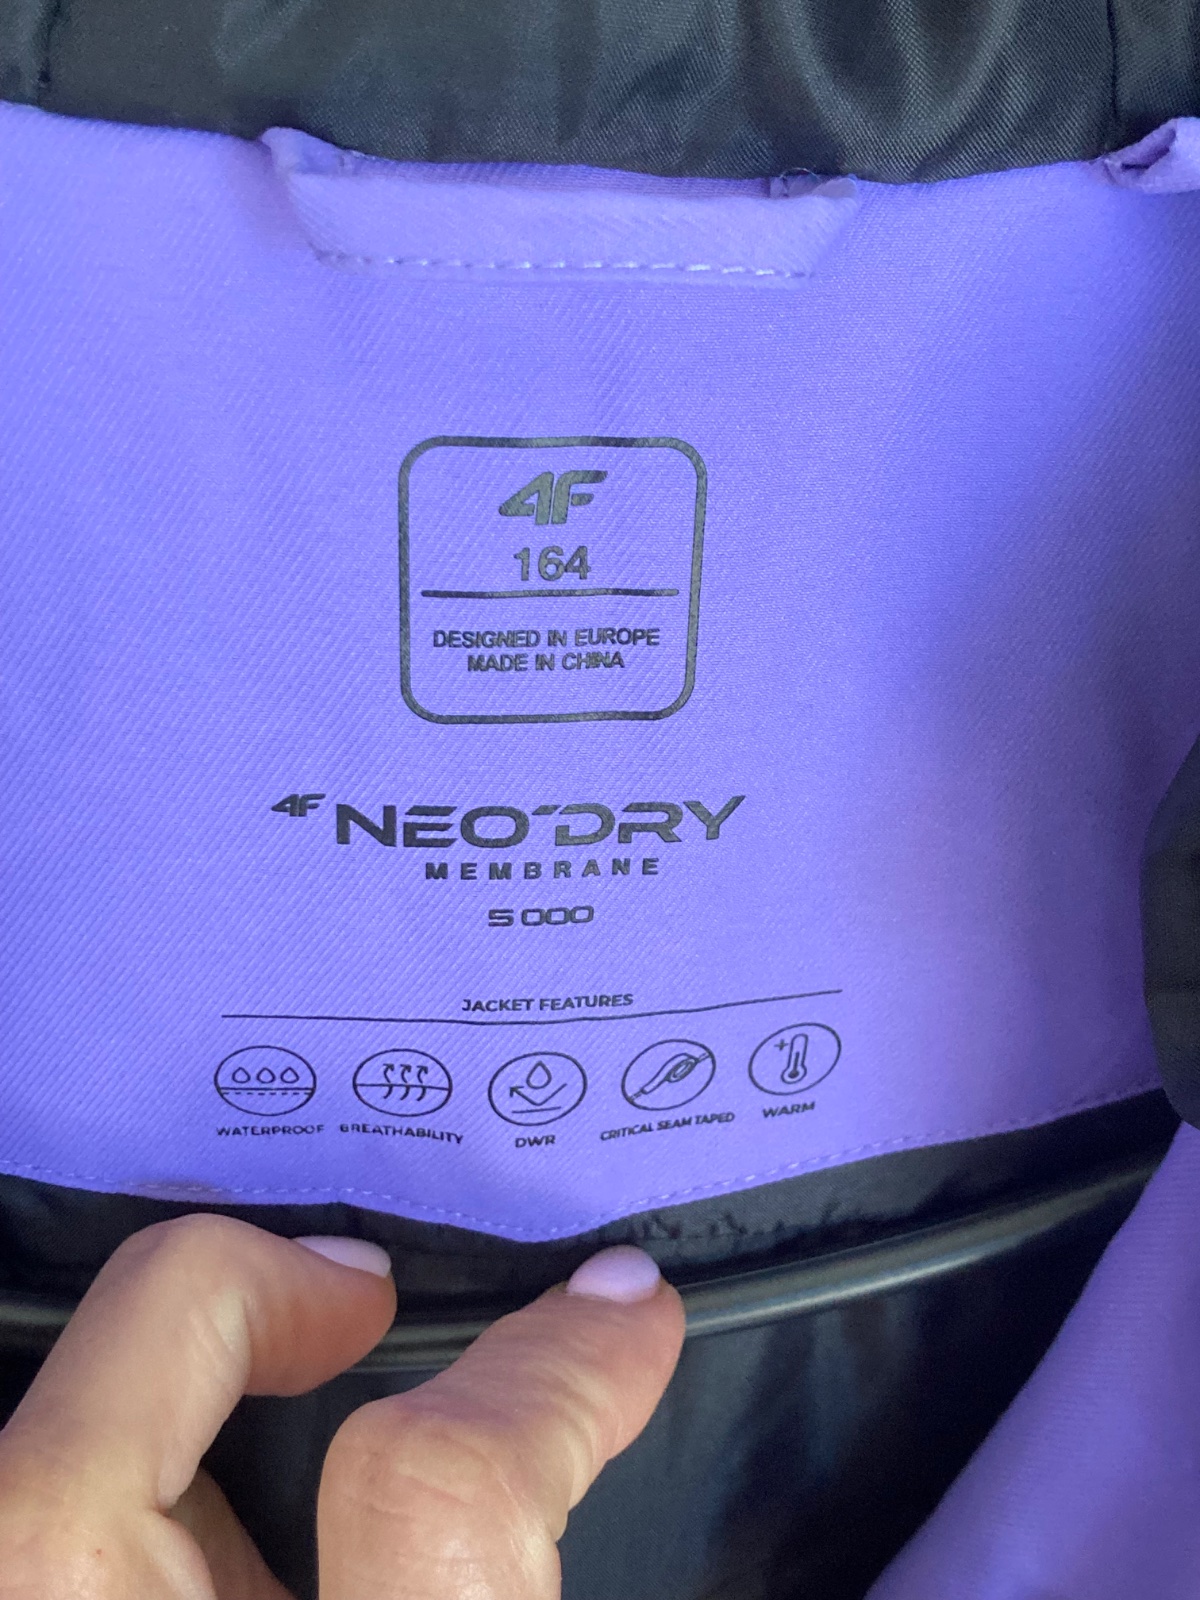 4F
164
DESIGNED IN EUROPE
MADE IN CHINA
4F NEO-DRY
MEMBRANE
5 000
JACKET FEATURES
WATERPROOF BREATHABILITY DWR CRITICAL SEAM TAPED WARM